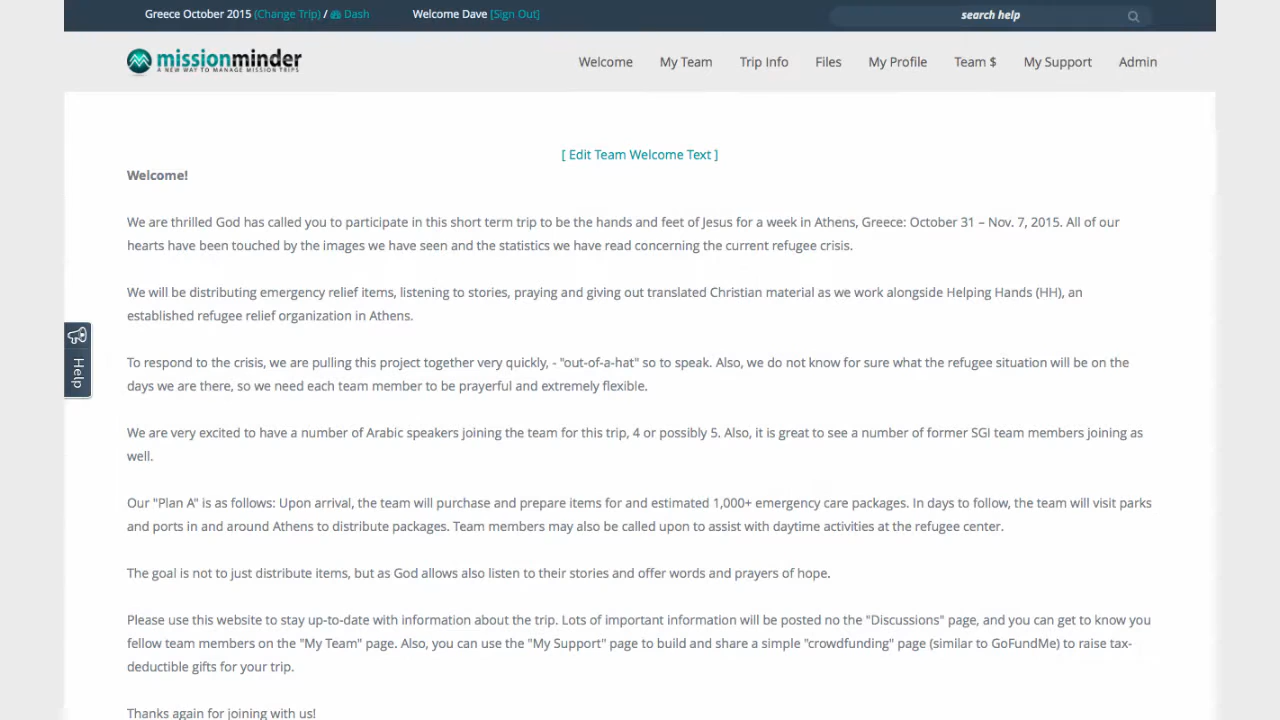 Greece October 2015 (Change Trip) / Dash Welcome Dave [Sign Out] search help
missionminder Welcome My Team Trip Info Files My Profile Team $ My Support Admin
A NEW WAY TO MANAGE MISSION TRIPS
[ Edit Team Welcome Text ]
Welcome!
We are thrilled God has called you to participate in this short term trip to be the hands and feet of Jesus for a week in Athens, Greece: October 31 – Nov. 7, 2015. All of our
hearts have been touched by the images we have seen and the statistics we have read concerning the current refugee crisis.
We will be distributing emergency relief items, listening to stories, praying and giving out translated Christian material as we work alongside Helping Hands (HH), an
established refugee relief organization in Athens.
Help
To respond to the crisis, we are pulling this project together very quickly, - "out-of-a-hat" so to speak. Also, we do not know for sure what the refugee situation will be on the
days we are there, so we need each team member to be prayerful and extremely flexible.
We are very excited to have a number of Arabic speakers joining the team for this trip, 4 or possibly 5. Also, it is great to see a number of former SGI team members joining as
well.
Our "Plan A" is as follows: Upon arrival, the team will purchase and prepare items for and estimated 1,000+ emergency care packages. In days to follow, the team will visit parks
and ports in and around Athens to distribute packages. Team members may also be called upon to assist with daytime activities at the refugee center.
The goal is not to just distribute items, but as God allows also listen to their stories and offer words and prayers of hope.
Please use this website to stay up-to-date with information about the trip. Lots of important information will be posted no the "Discussions" page, and you can get to know you
fellow team members on the "My Team" page. Also, you can use the "My Support" page to build and share a simple "crowdfunding" page (similar to GoFundMe) to raise tax-
deductible gifts for your trip.
Thanks again for joining with us!